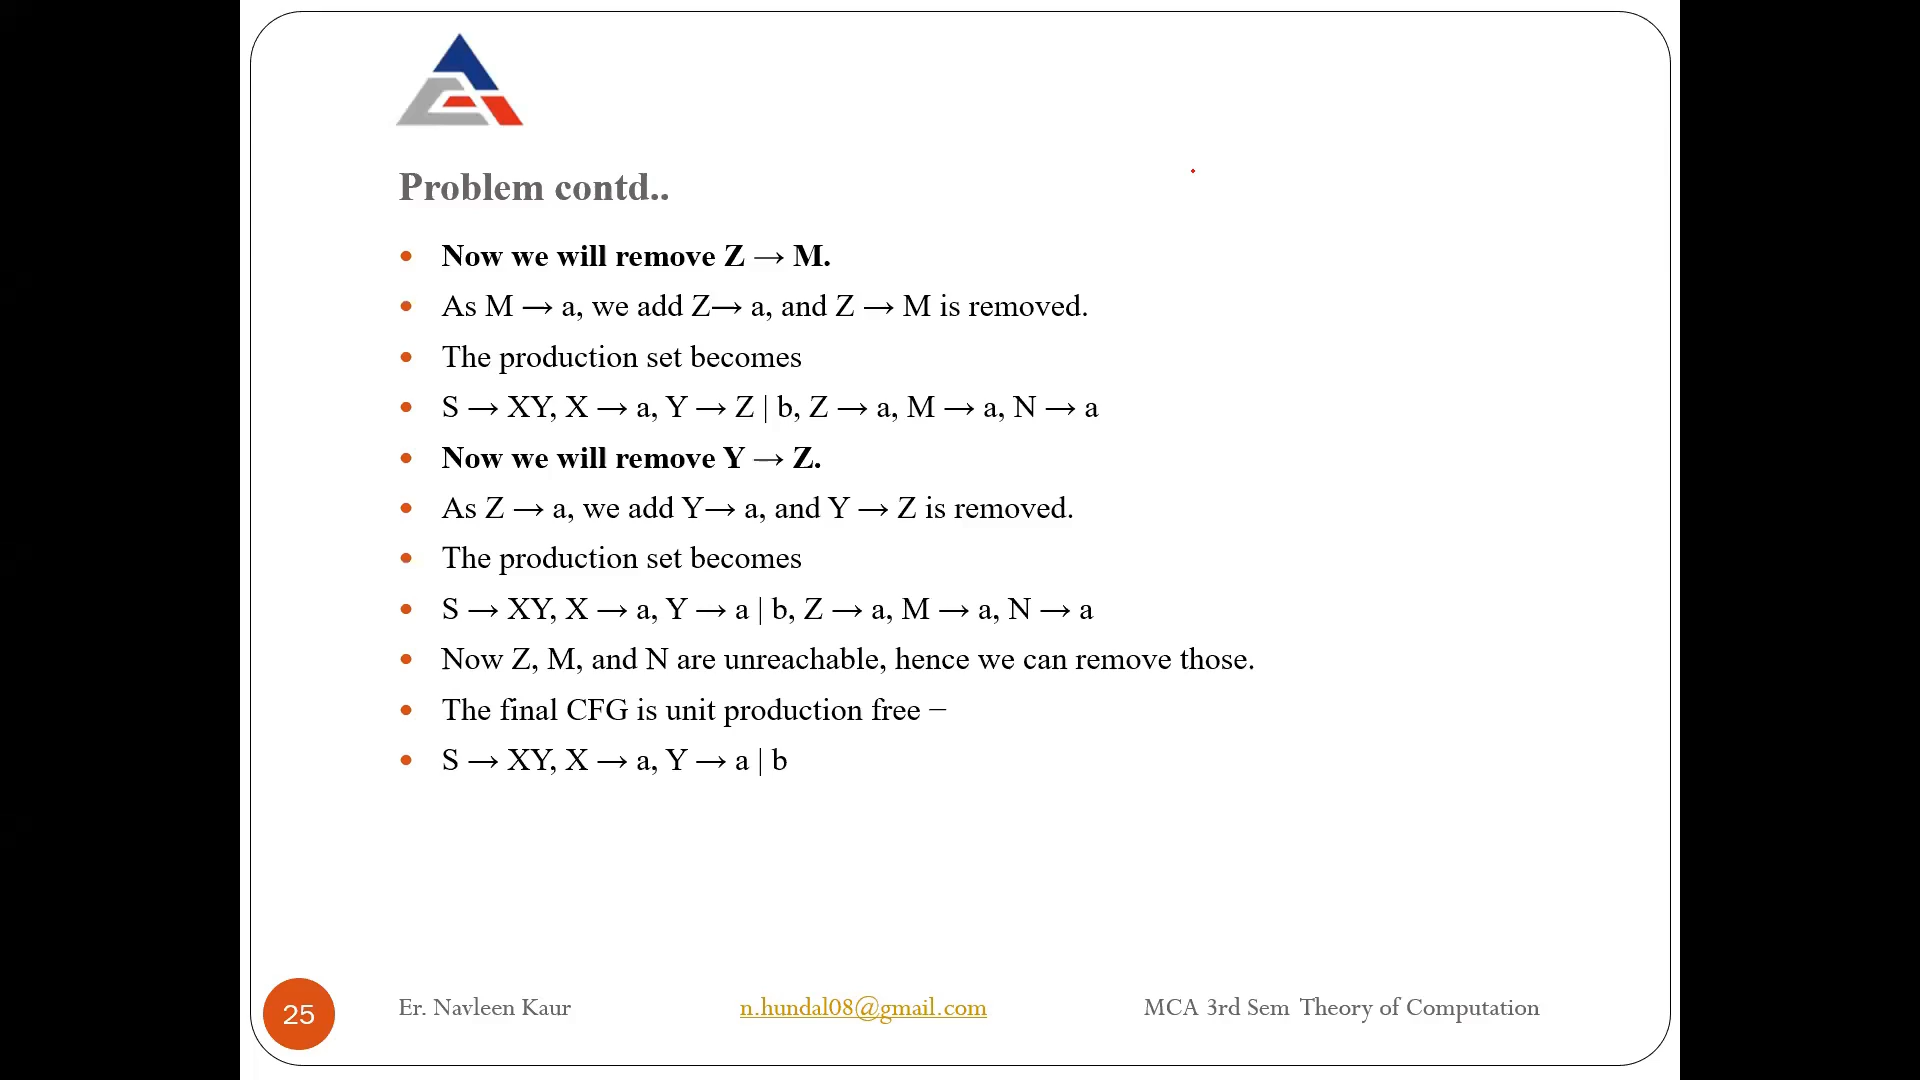 Problem contd..
• Now we will remove Z → M.
• As M → a, we add Z→ a, and Z → M is removed.
• The production set becomes
• S → XY, X → a, Y → Z | b, Z → a, M → a, N → a
• Now we will remove Y → Z.
• As Z → a, we add Y→ a, and Y → Z is removed.
• The production set becomes
• S → XY, X → a, Y → a | b, Z → a, M → a, N → a
• Now Z, M, and N are unreachable, hence we can remove those.
• The final CFG is unit production free −
• S → XY, X → a, Y → a | b
25 Er. Navleen Kaur n.hundal08@gmail.com MCA 3rd Sem Theory of Computation